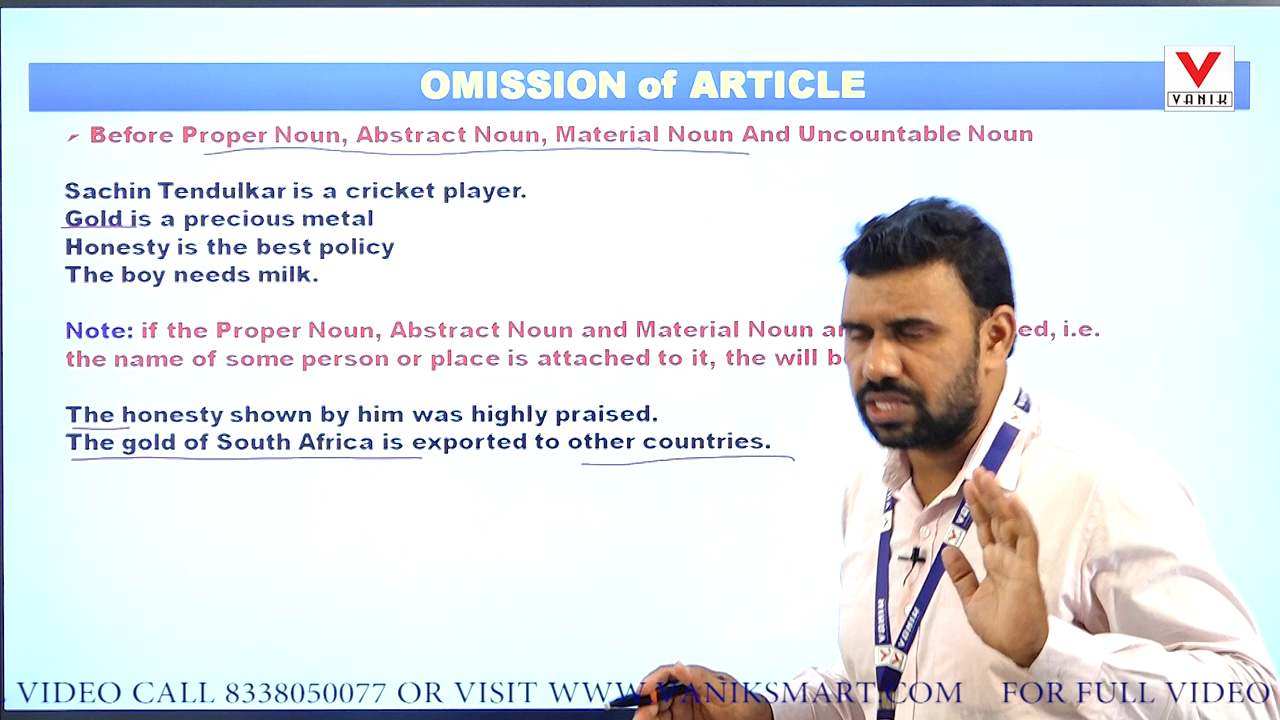 OMISSION of ARTICLE
VANIK
Before Proper Noun, Abstract Noun, Material Noun And Uncountable Noun
Sachin Tendulkar is a cricket player.
Gold is a precious metal
Honesty is the best policy
The boy needs milk.
Note: if the Proper Noun, Abstract Noun and Material Noun ed, i.e.
the name of some person or place is attached to it, the will
The honesty shown by him was highly praised.
The gold of South Africa is exported to other countries.
VANIK
VANIK
VIDEO CALL 8338050077 OR VISIT WWW.VANIKSMART.COM FOR FULL VIDEO